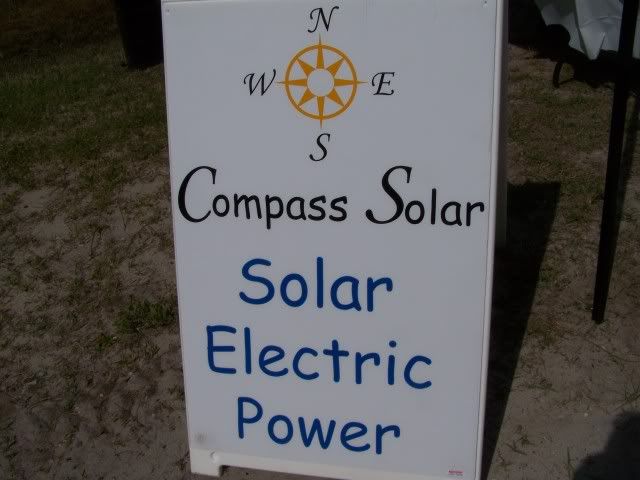 N
W E
S
Compass Solar
Solar
Electric
Power